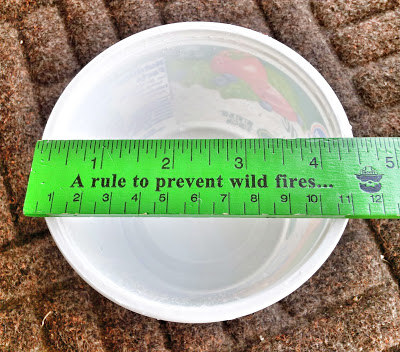 1 2 3 4 5
A rule to prevent wild fires...
1 2 3 4 5 6 7 8 9 10 11 12